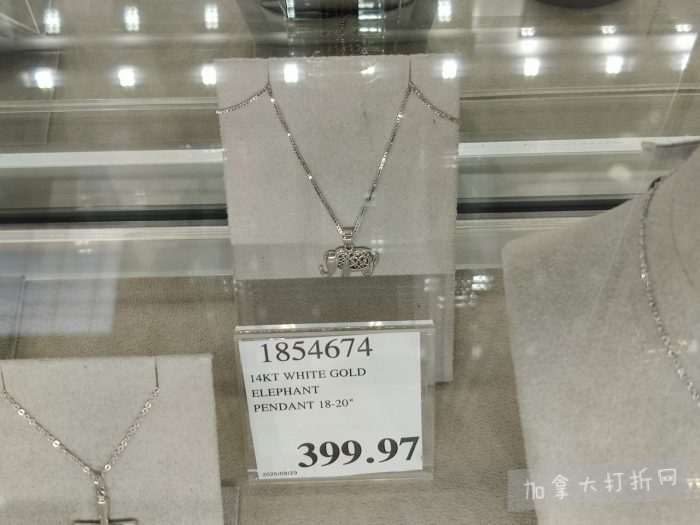 1854674
14KT WHITE GOLD
ELEPHANT
PENDANT 18-20"
399.97
加拿大打折网